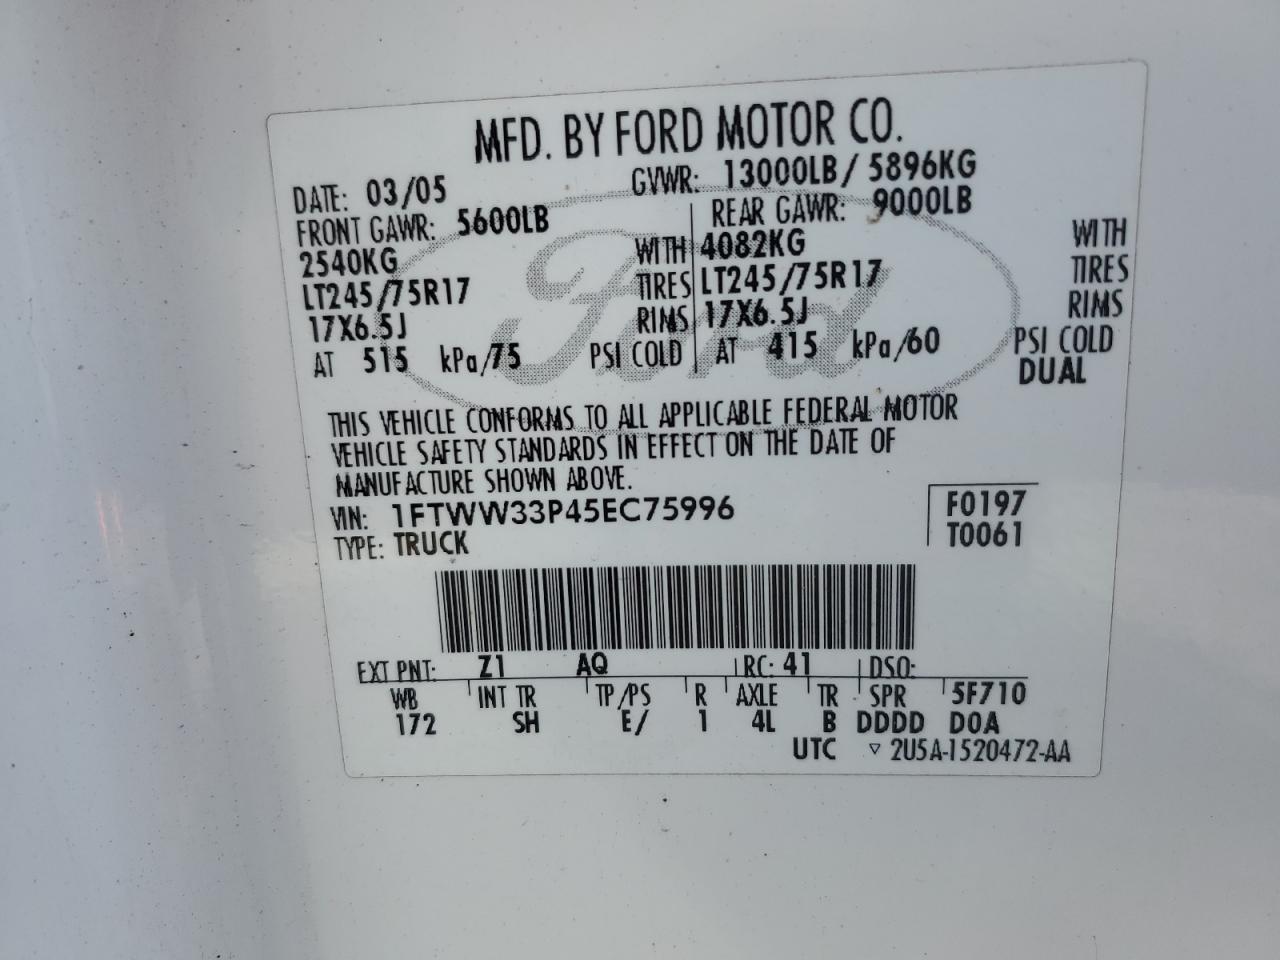 MFD. BY FORD MOTOR CO.
DATE: 03/05 GVWR: 13000LB / 5896KG
FRONT GAWR: 5600LB REAR GAWR: 9000LB
2540KG WITH 4082KG WITH
LT245/75R17 TIRES LT245/75R17 TIRES
17X6.5J RIMS 17X6.5J RIMS
AT 515 kPa/75 PSI COLD AT 415 kPa/60 PSI COLD
DUAL
Ford
THIS VEHICLE CONFORMS TO ALL APPLICABLE FEDERAL MOTOR
VEHICLE SAFETY STANDARDS IN EFFECT ON THE DATE OF
MANUFACTURE SHOWN ABOVE.
VIN: 1FTWW33P45EC75996 F0197
TYPE: TRUCK T0061
EXT PNT: Z1 AQ RC: 41 DSO:
WB INT TR TP/PS R AXLE TR SPR 5F710
172 SH E/ 1 4L B DDDD D0A
UTC ▽ 2U5A-1520472-AA